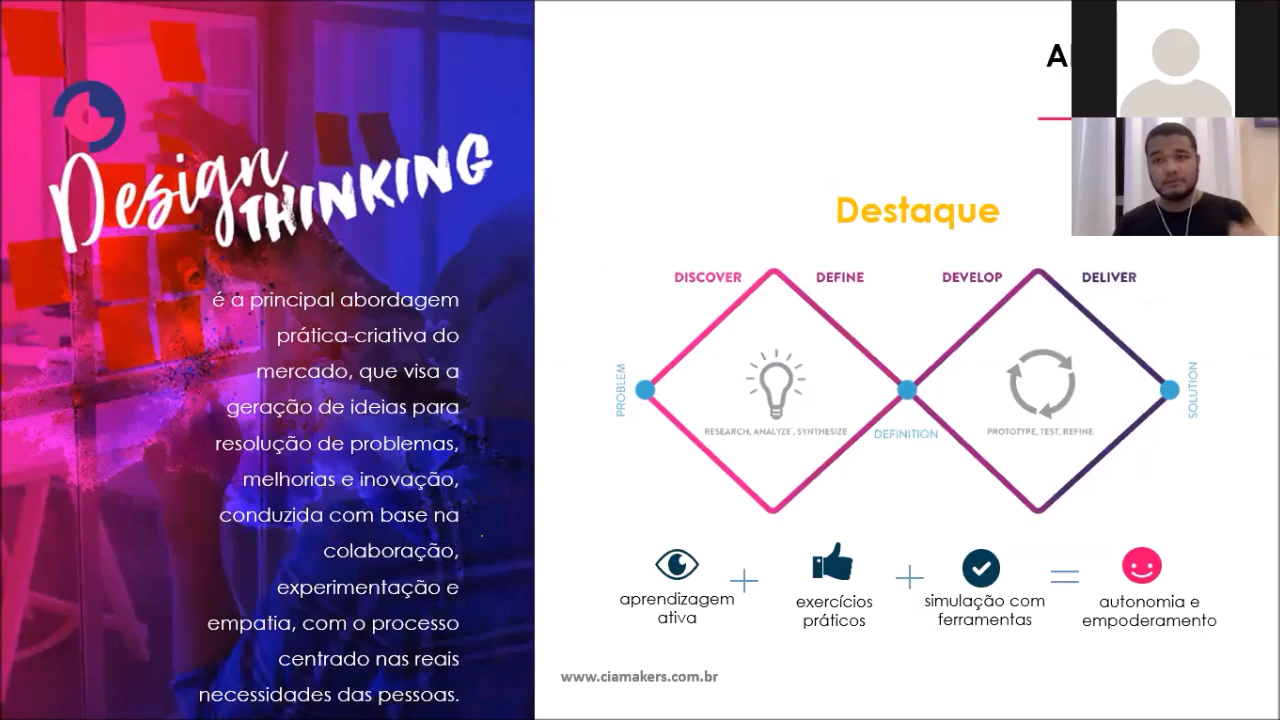 Design
THINKING
é a principal abordagem
prática-criativa do
mercado, que visa a
geração de ideias para
resolução de problemas,
melhorias e inovação,
conduzida com base na
colaboração,
experimentação e
empatia, com o processo
centrado nas reais
necessidades das pessoas.
Destaque
DISCOVER
DEFINE
DEVELOP
DELIVER
PROBLEM
RESEARCH, ANALYZE, SYNTHESIZE
DEFINITION
PROTOTYPE, TEST, REFINE
SOLUTION
aprendizagem
ativa
+
exercícios
práticos
+
simulação com
ferramentas
=
autonomia e
empoderamento
www.ciamakers.com.br